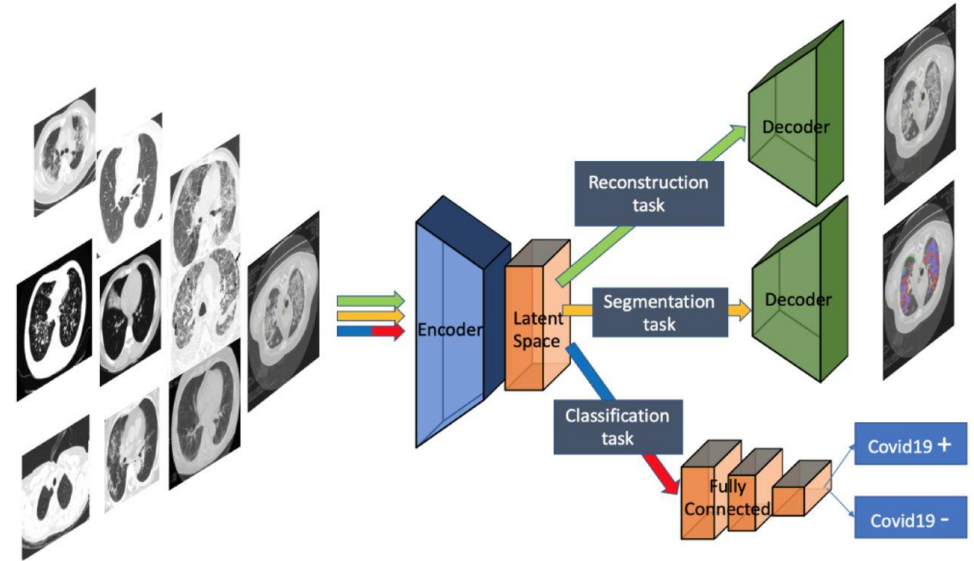 Decoder
Reconstruction
task
Encoder
Latent
Space
Segmentation
task
Decoder
Classification
task
Fully
Connected
Covid19 +
Covid19 -